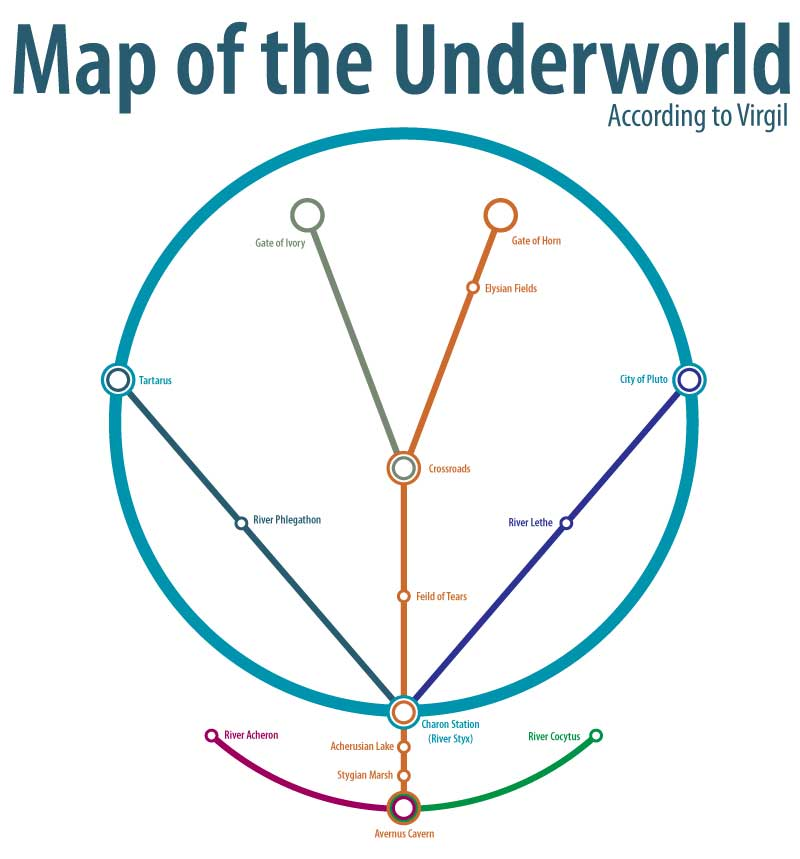 Map of the Underworld
According to Virgil
Gate of Ivory
Gate of Horn
Elysian Fields
Tartarus
City of Pluto
Crossroads
River Phlegathon
River Lethe
Feild of Tears
Charon Station
(River Styx)
River Acheron
River Cocytus
Acherusian Lake
Stygian Marsh
Avernus Cavern